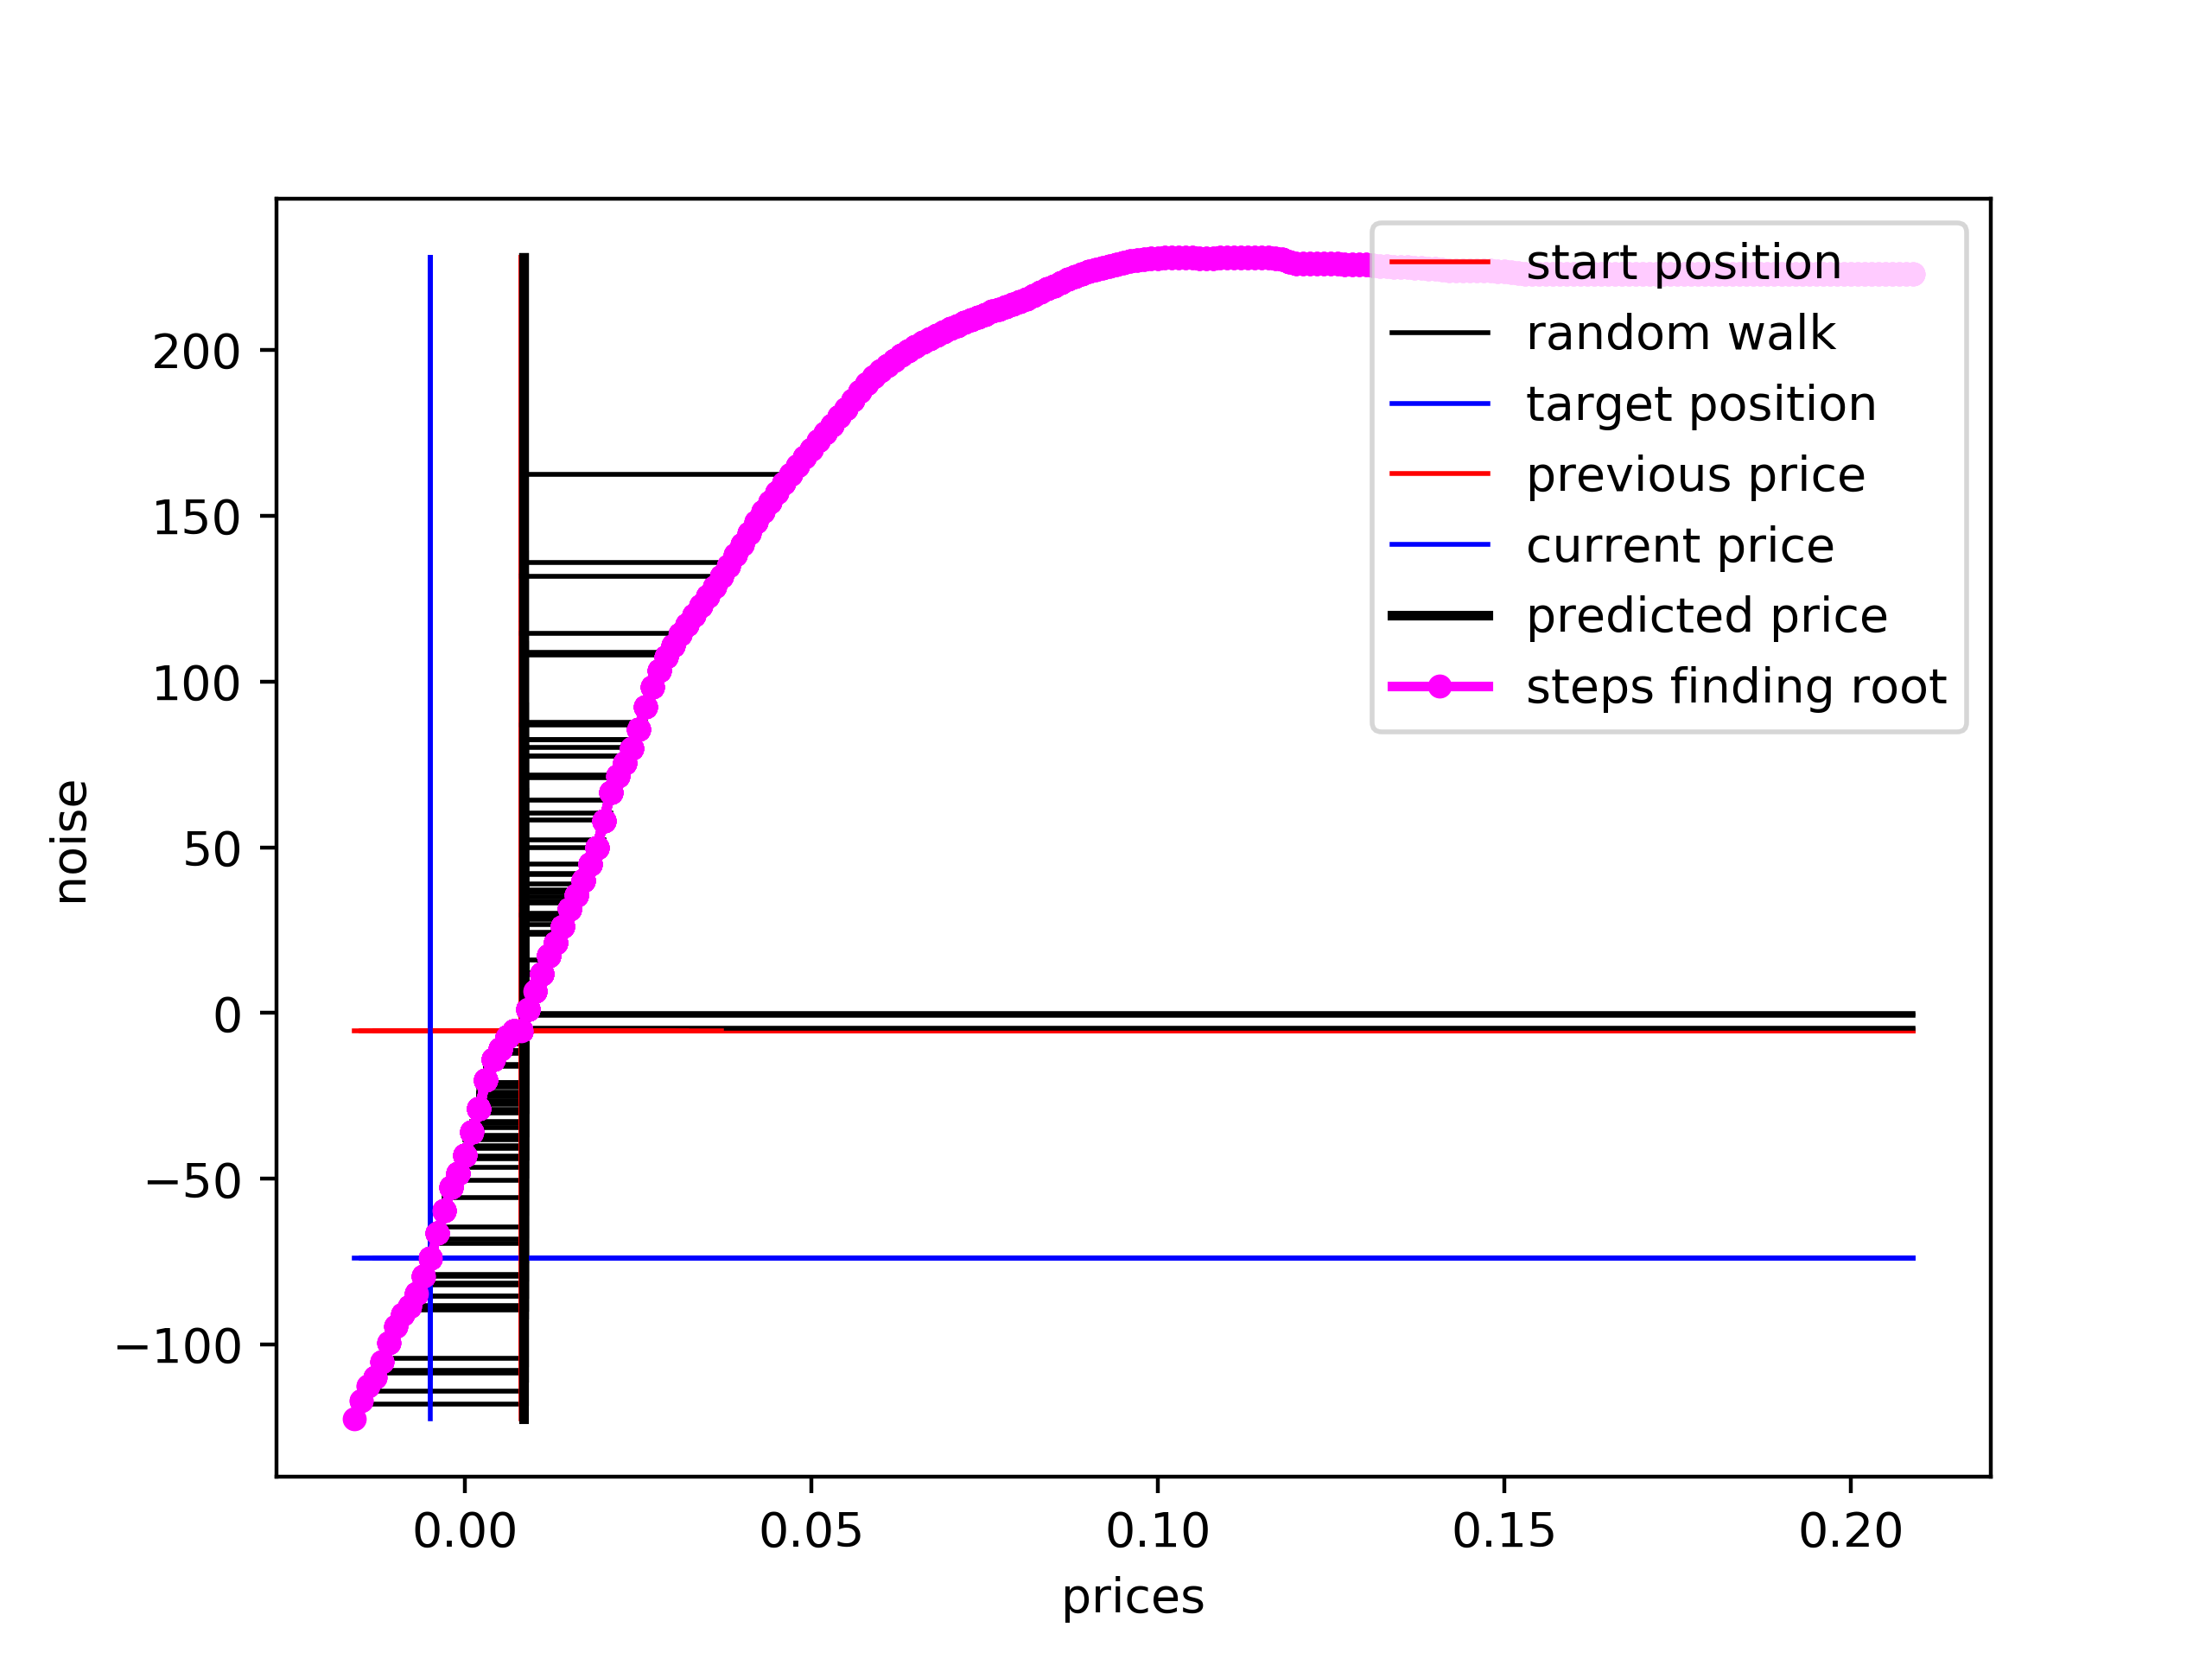 start position
random walk
target position
previous price
current price
predicted price
steps finding root
200
150
100
50
0
−50
−100
noise
0.00 0.05 0.10 0.15 0.20
prices